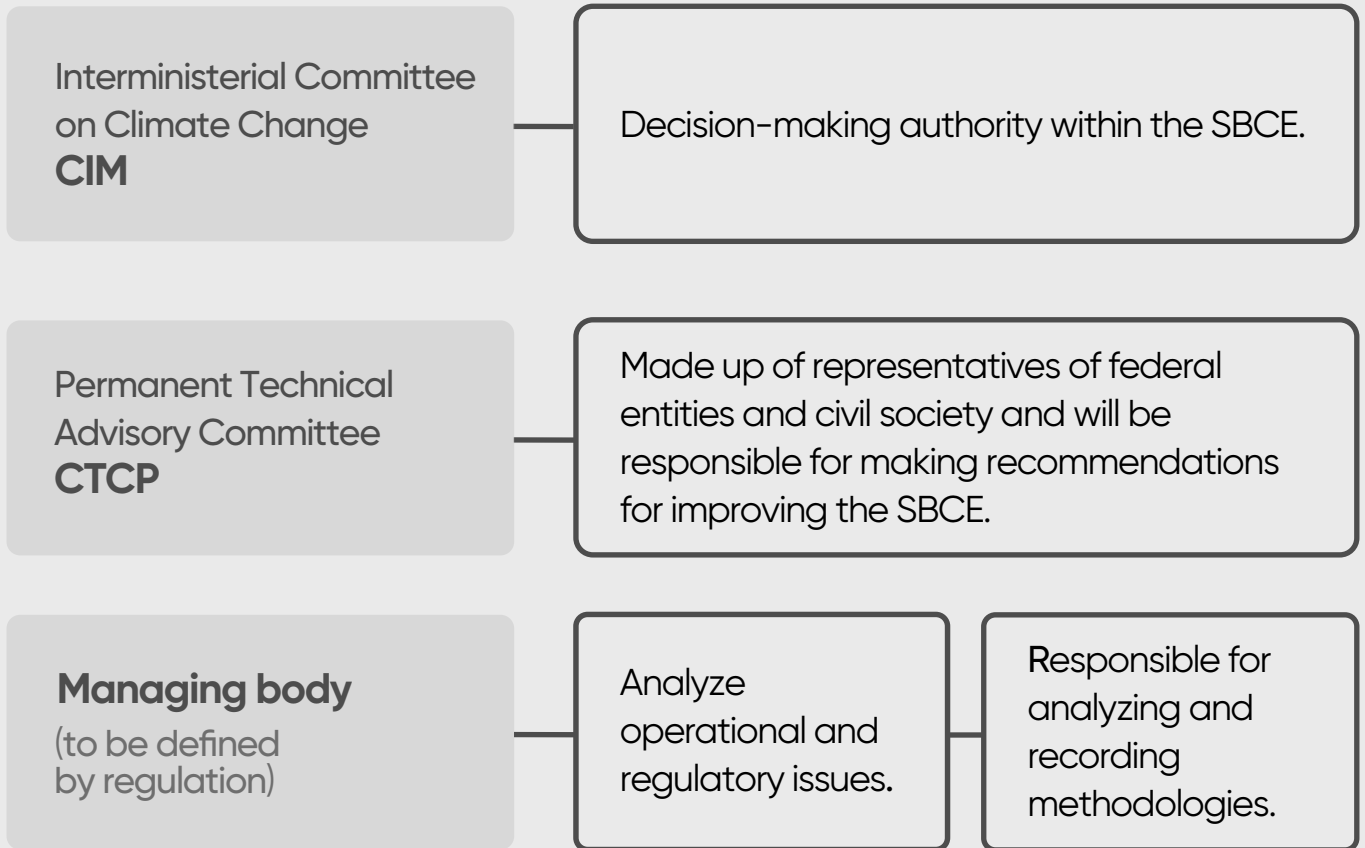 Interministerial Committee
on Climate Change
CIM
Decision-making authority within the SBCE.
Permanent Technical
Advisory Committee
CTCP
Made up of representatives of federal
entities and civil society and will be
responsible for making recommendations
for improving the SBCE.
Managing body
(to be defined
by regulation)
Analyze
operational and
regulatory issues.
Responsible for
analyzing and
recording
methodologies.